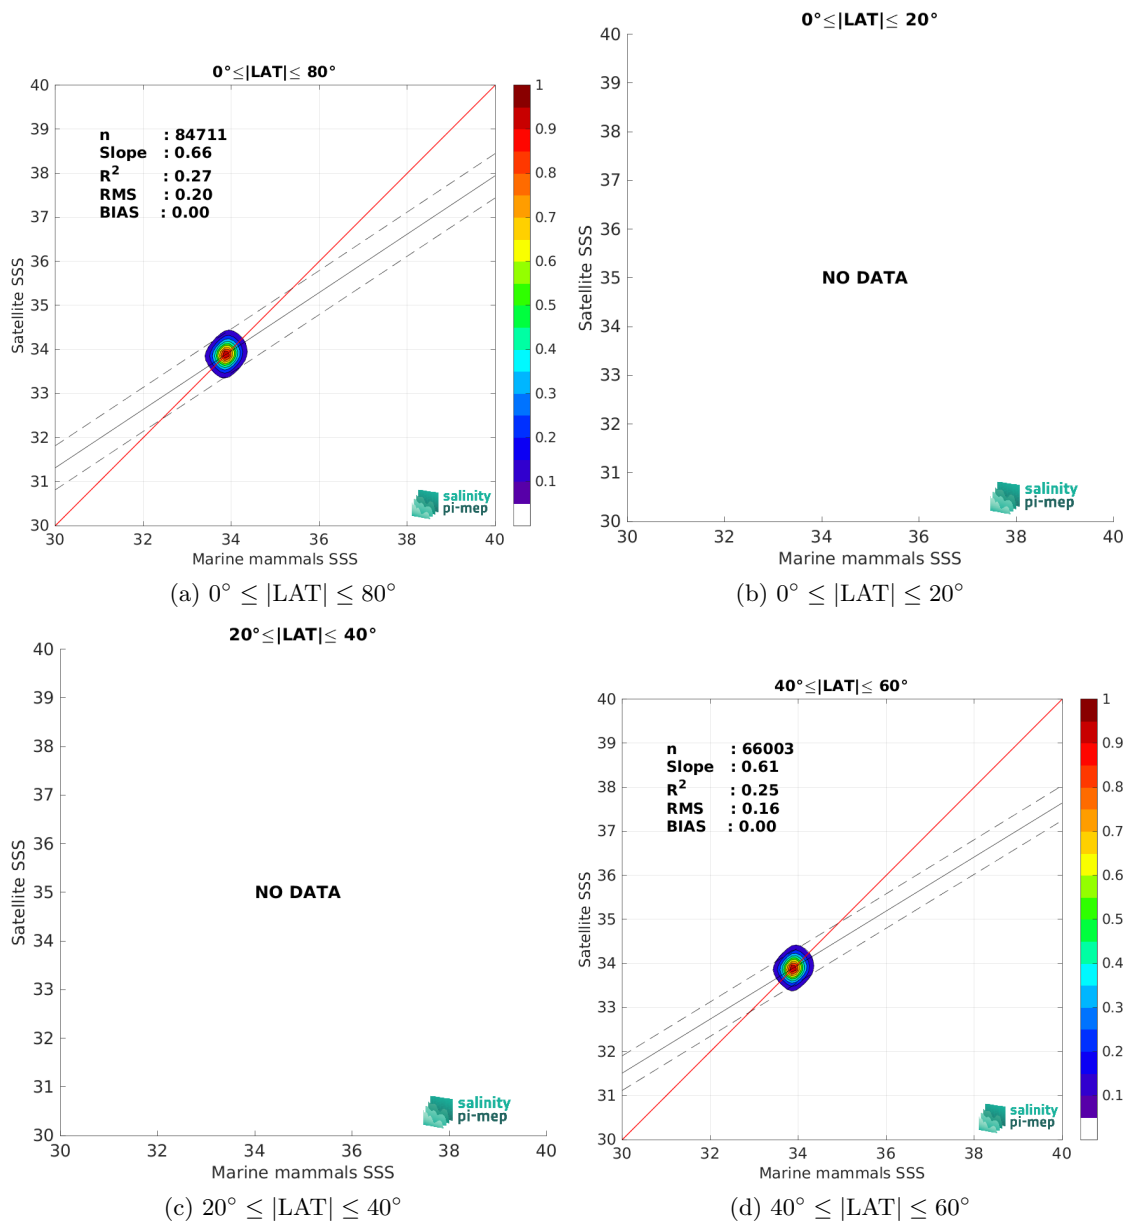 0°≤|LAT|≤ 80°
40
39
38
37
36
35
34
33
32
31
30
Satellite SSS
n : 84711
Slope : 0.66
R² : 0.27
RMS : 0.20
BIAS : 0.00
salinity
pi-mep
30 32 34 36 38 40
Marine mammals SSS
1
0.9
0.8
0.7
0.6
0.5
0.4
0.3
0.2
0.1
(a) 0° ≤ |LAT| ≤ 80°
0°≤|LAT|≤ 20°
40
39
38
37
36
35
34
33
32
31
30
Satellite SSS
NO DATA
salinity
pi-mep
30 32 34 36 38 40
Marine mammals SSS
(b) 0° ≤ |LAT| ≤ 20°
20°≤|LAT|≤ 40°
40
39
38
37
36
35
34
33
32
31
30
Satellite SSS
NO DATA
salinity
pi-mep
30 32 34 36 38 40
Marine mammals SSS
(c) 20° ≤ |LAT| ≤ 40°
40°≤|LAT|≤ 60°
40
39
38
37
36
35
34
33
32
31
30
Satellite SSS
n : 66003
Slope : 0.61
R² : 0.25
RMS : 0.16
BIAS : 0.00
salinity
pi-mep
30 32 34 36 38 40
Marine mammals SSS
1
0.9
0.8
0.7
0.6
0.5
0.4
0.3
0.2
0.1
(d) 40° ≤ |LAT| ≤ 60°